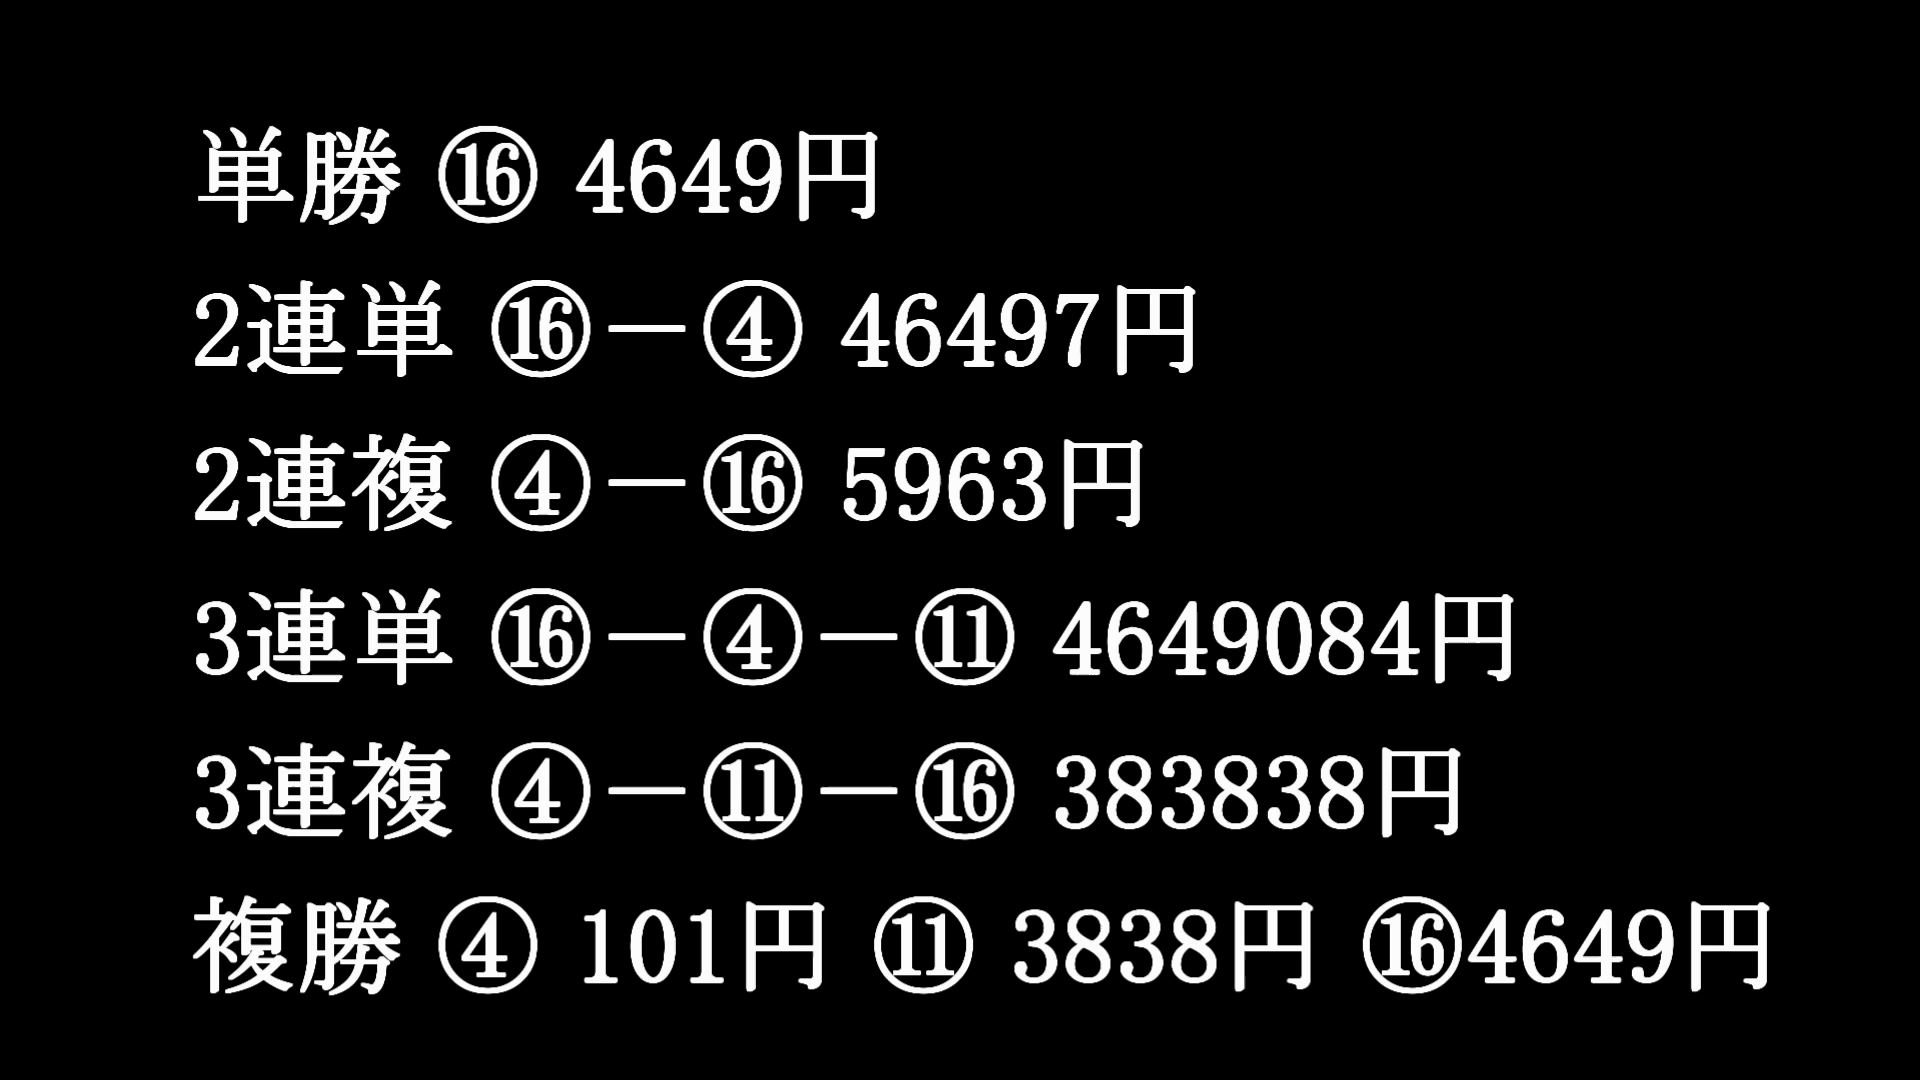 単勝 ⑯ 4649円
2連単 ⑯－④ 46497円
2連複 ④－⑯ 5963円
3連単 ⑯－④－⑪ 4649084円
3連複 ④－⑪－⑯ 383838円
複勝 ④ 101円 ⑪ 3838円 ⑯4649円